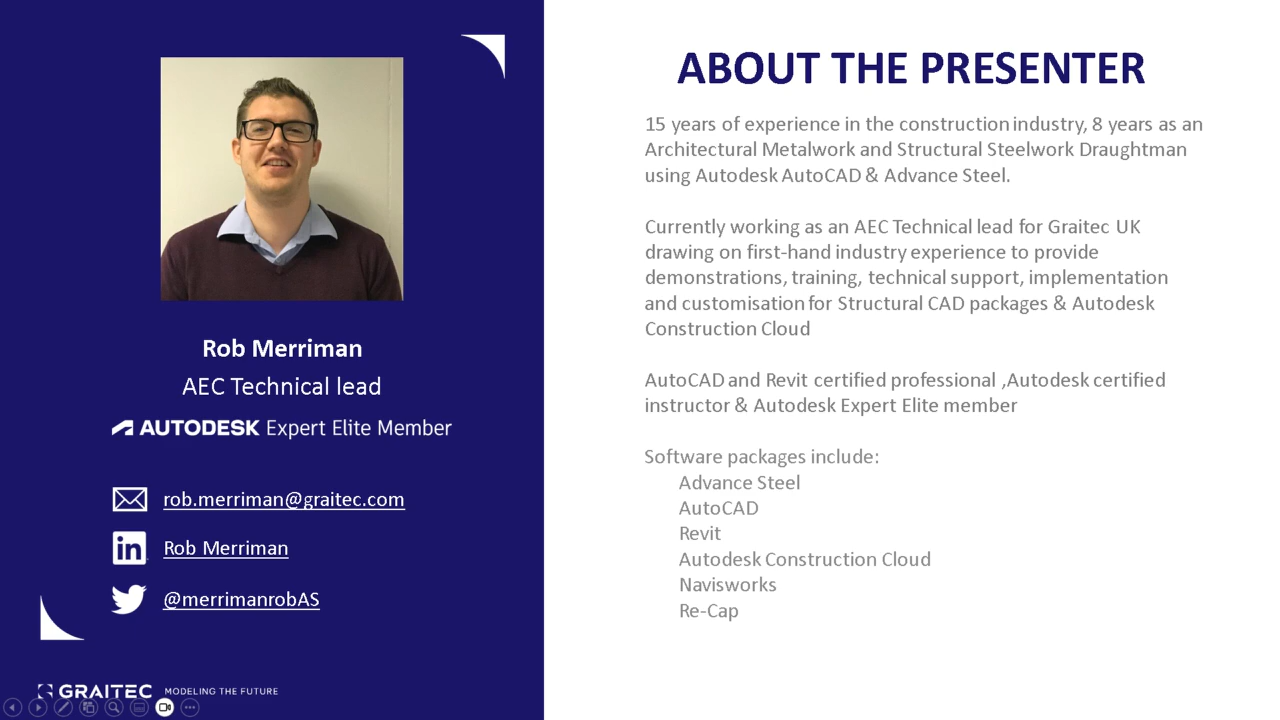 Rob Merriman
AEC Technical lead
AUTODESK Expert Elite Member
rob.merriman@graitec.com
in Rob Merriman
@merrimanrobAS
GRAITEC MODELING THE FUTURE
ABOUT THE PRESENTER
15 years of experience in the construction industry, 8 years as an
Architectural Metalwork and Structural Steelwork Draughtman
using Autodesk AutoCAD & Advance Steel.
Currently working as an AEC Technical lead for Graitec UK
drawing on first-hand industry experience to provide
demonstrations, training, technical support, implementation
and customisation for Structural CAD packages & Autodesk
Construction Cloud
AutoCAD and Revit certified professional ,Autodesk certified
instructor & Autodesk Expert Elite member
Software packages include:
Advance Steel
AutoCAD
Revit
Autodesk Construction Cloud
Navisworks
Re-Cap